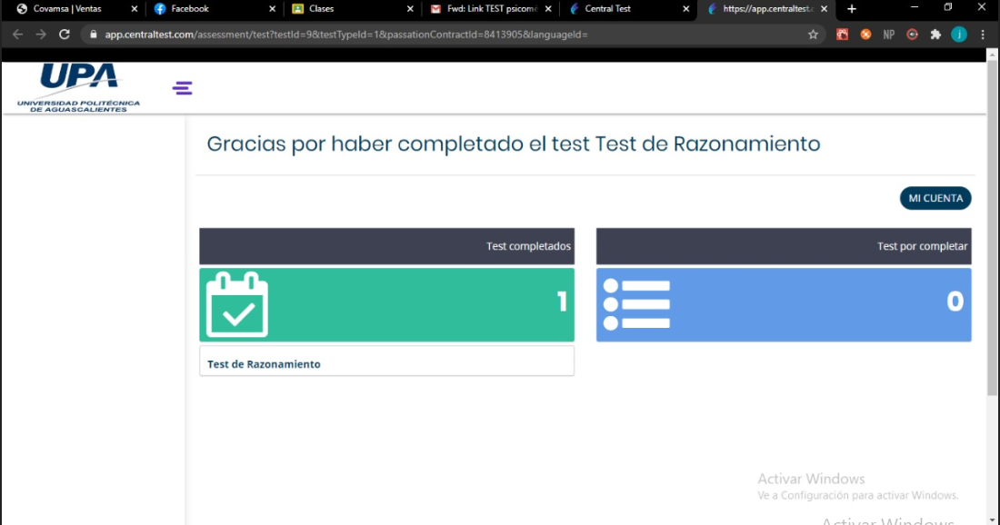 Covamsa | Ventas
Facebook
Clases
Fwd: Link TEST psicomé
Central Test
https://app.centraltest.c
app.centraltest.com/assessment/test?testId=9&testTypeId=1&passationContractId=8413905&languageId=
NP
j
UPA
UNIVERSIDAD POLITÉCNICA
DE AGUASCALIENTES
Gracias por haber completado el test Test de Razonamiento
MI CUENTA
Test completados
Test por completar
1
0
Test de Razonamiento
Activar Windows
Ve a Configuración para activar Windows.
Activar Windows